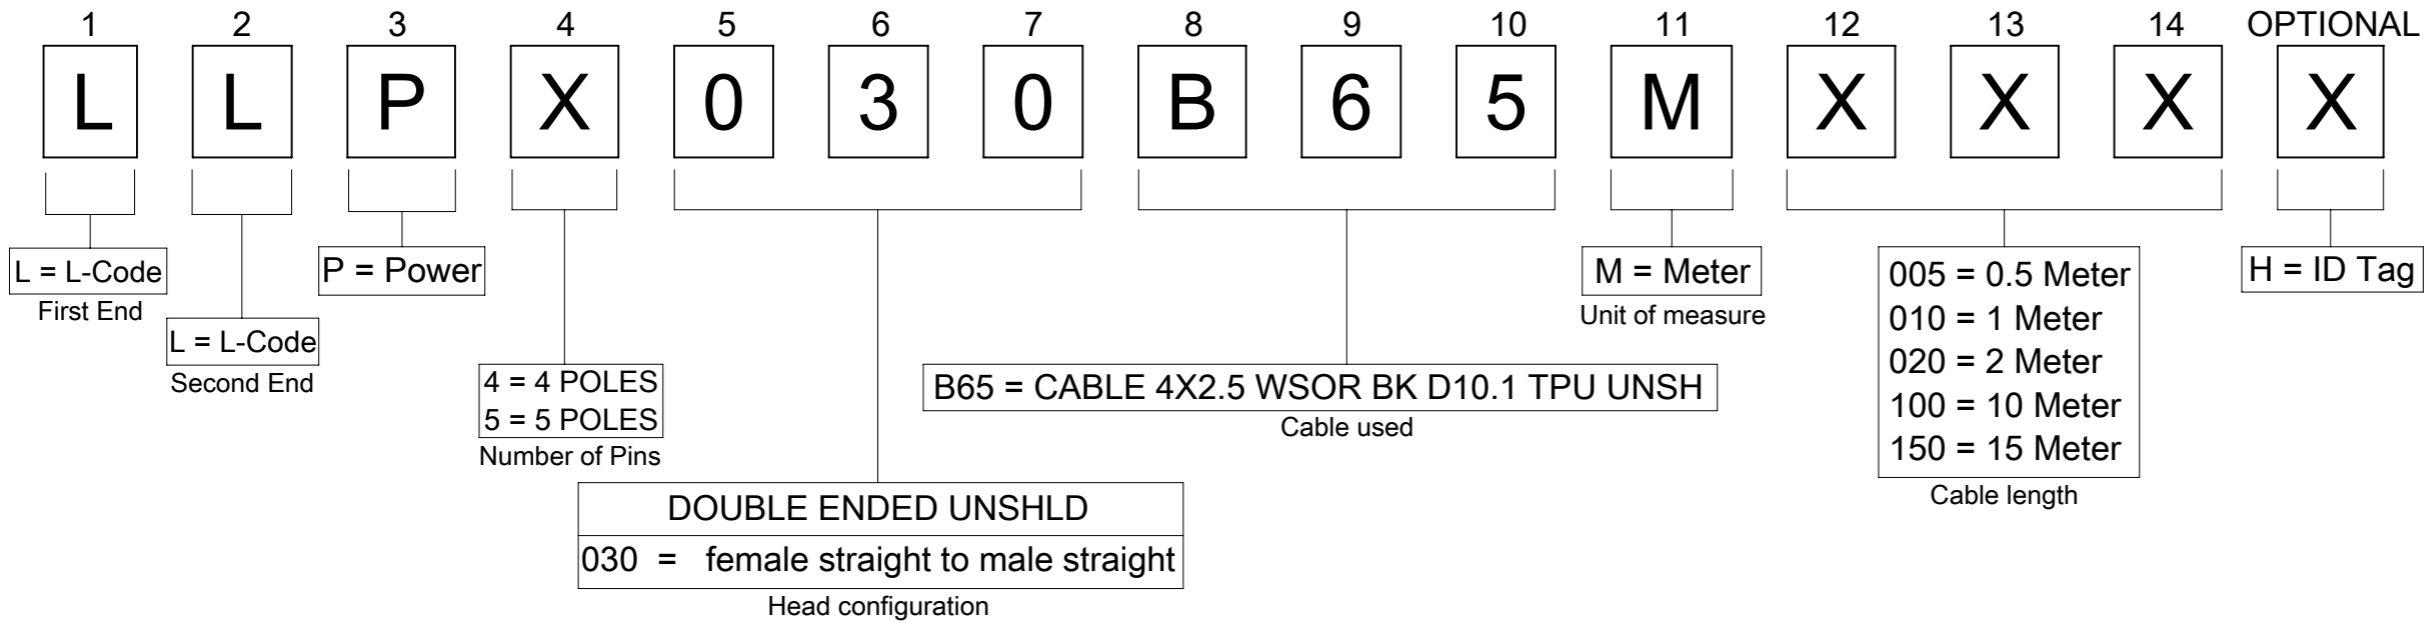 1 2 3 4 5 6 7 8 9 10 11 12 13 14 OPTIONAL
L L P X 0 3 0 B 6 5 M X X X X
L = L-Code
First End
L = L-Code
Second End
P = Power
4 = 4 POLES
5 = 5 POLES
Number of Pins
DOUBLE ENDED UNSHLD
030 = female straight to male straight
Head configuration
B65 = CABLE 4X2.5 WSOR BK D10.1 TPU UNSH
Cable used
M = Meter
Unit of measure
005 = 0.5 Meter
010 = 1 Meter
020 = 2 Meter
100 = 10 Meter
150 = 15 Meter
Cable length
H = ID Tag